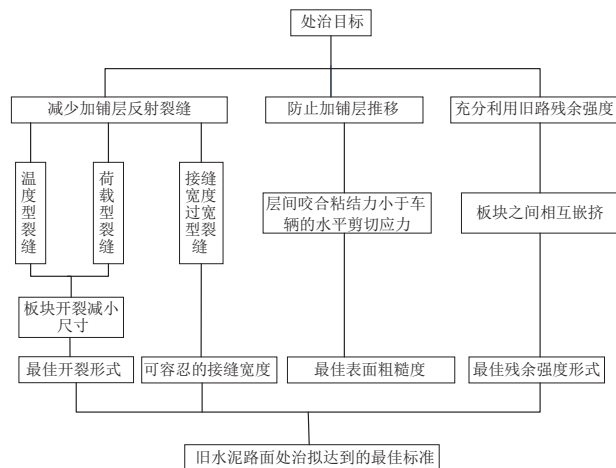 处治目标
减少加铺层反射裂缝
防止加铺层推移
充分利用旧路残余强度
温度型裂缝
荷载型裂缝
接缝宽度过宽型裂缝
层间咬合粘结力小于车
辆的水平剪切应力
板块之间相互嵌挤
板块开裂减小
尺寸
最佳开裂形式
可容忍的接缝宽度
最佳表面粗糙度
最佳残余强度形式
旧水泥路面处治拟达到的最佳标准